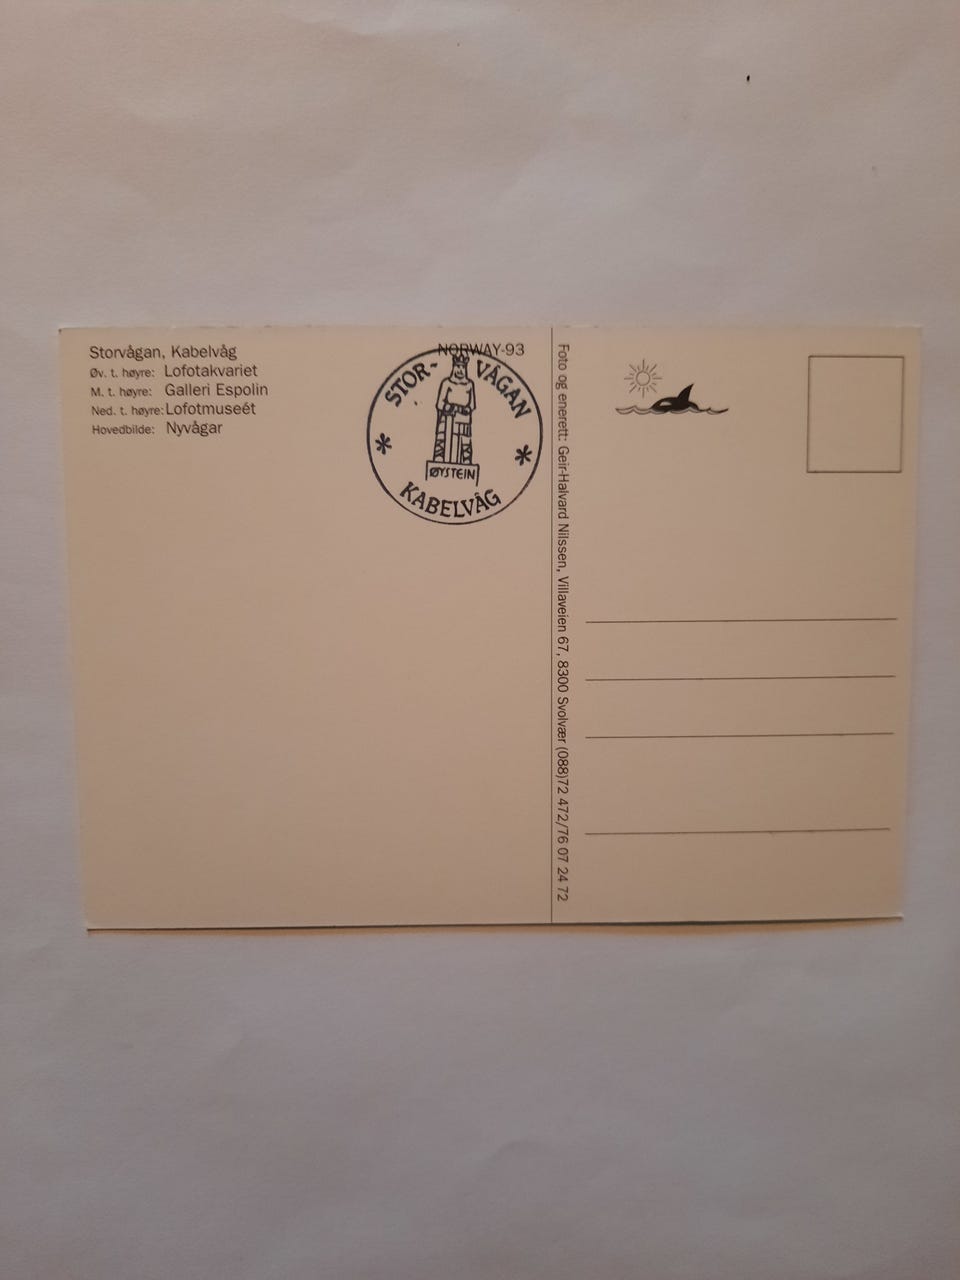 Storvågan, Kabelvåg
Øv. t. høyre: Lofotakvariet
M. t. høyre: Galleri Espolin
Ned. t. høyre: Lofotmuseét
Hovedbilde: Nyvågar
NORWAY-93
STOR-VÅGAN
ØYSTEIN
KABELVÅG
Foto og enerett: Geir-Halvard Nilssen, Villaveien 67, 8300 Svolvær (088)72 472/76 07 24 72